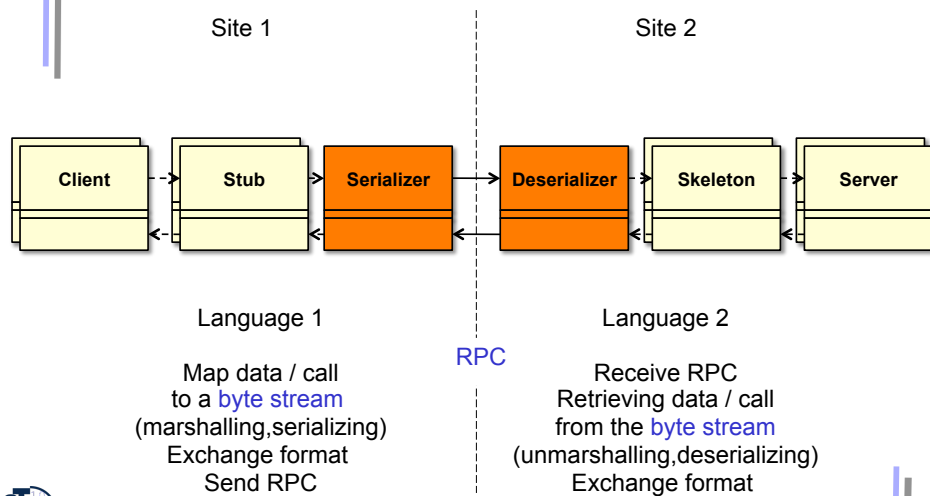 Site 1
Site 2
Client
Stub
Serializer
Deserializer
Skeleton
Server
Language 1
Language 2
RPC
Map data / call
to a byte stream
(marshalling,serializing)
Exchange format
Send RPC
Receive RPC
Retrieving data / call
from the byte stream
(unmarshalling,deserializing)
Exchange format